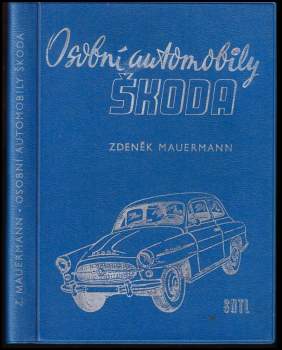 Osobní automobily
ŠKODA
ZDENĚK MAUERMANN
SNTL
Z. MAUERMANN • OSOBNÍ AUTOMOBILY ŠKODA